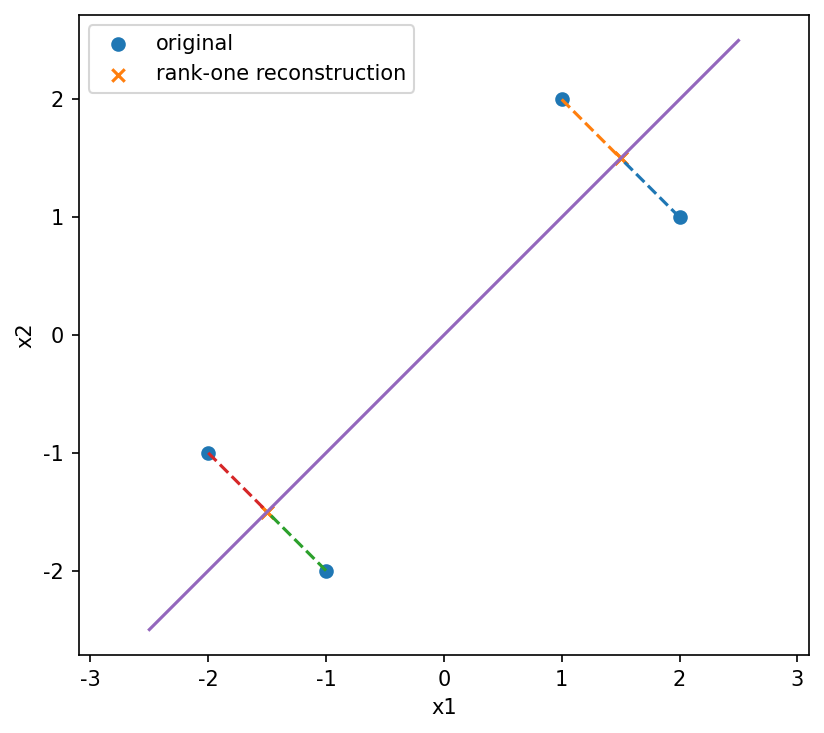 original
rank-one reconstruction
2
1
0
-1
-2
x2
-3 -2 -1 0 1 2 3
x1